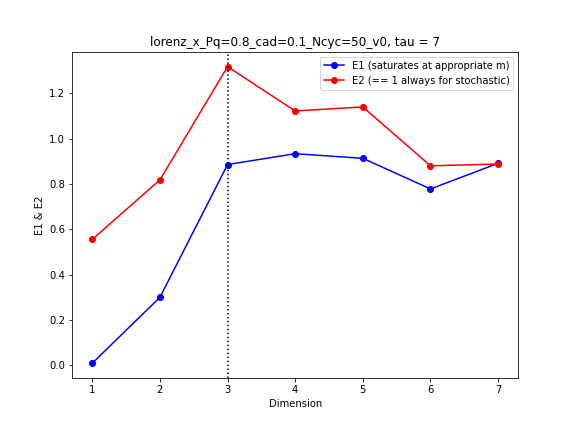 lorenz_x_Pq=0.8_cad=0.1_Ncyc=50_v0, tau = 7
E1 (saturates at appropriate m)
E2 (== 1 always for stochastic)
E1 & E2
1.2
1.0
0.8
0.6
0.4
0.2
0.0
1 2 3 4 5 6 7
Dimension